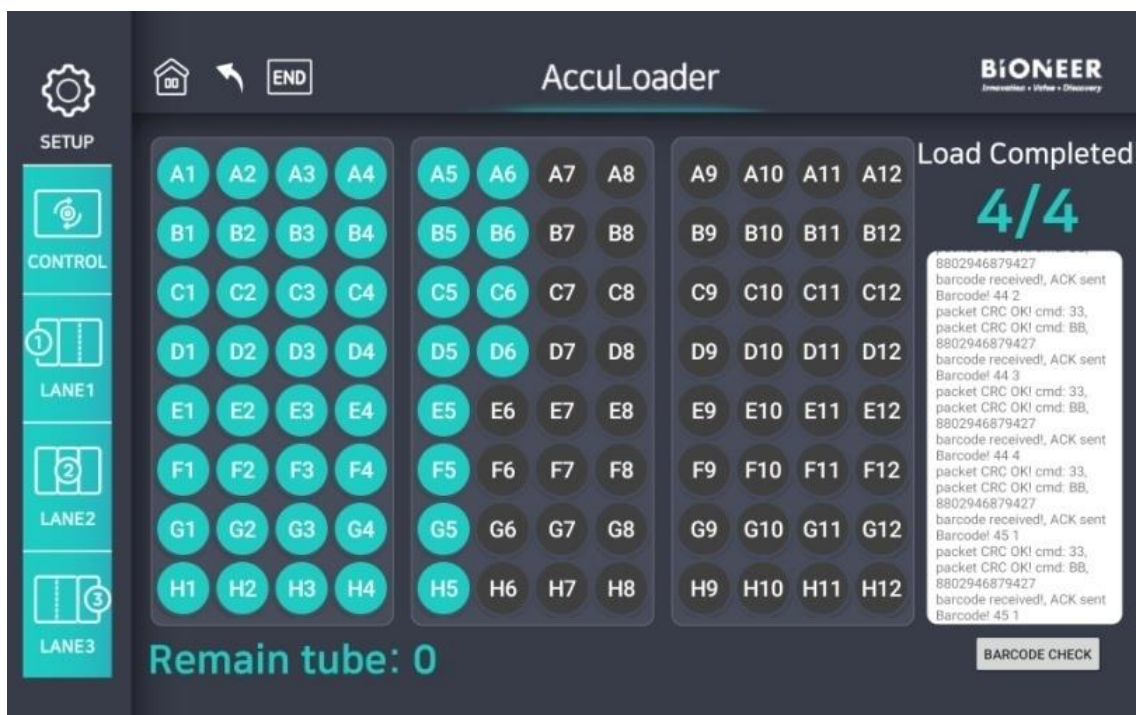 END
AccuLoader
BiONEER
Innovation • Value • Discovery
SETUP
CONTROL
1
LANE1
2
LANE2
3
LANE3
A1 A2 A3 A4 A5 A6 A7 A8 A9 A10 A11 A12
B1 B2 B3 B4 B5 B6 B7 B8 B9 B10 B11 B12
C1 C2 C3 C4 C5 C6 C7 C8 C9 C10 C11 C12
D1 D2 D3 D4 D5 D6 D7 D8 D9 D10 D11 D12
E1 E2 E3 E4 E5 E6 E7 E8 E9 E10 E11 E12
F1 F2 F3 F4 F5 F6 F7 F8 F9 F10 F11 F12
G1 G2 G3 G4 G5 G6 G7 G8 G9 G10 G11 G12
H1 H2 H3 H4 H5 H6 H7 H8 H9 H10 H11 H12
Remain tube: 0
Load Completed
4/4
8802946879427
barcode received!, ACK sent
Barcode! 44 2
packet CRC OK! cmd: 33,
packet CRC OK! cmd: BB,
8802946879427
barcode received!, ACK sent
Barcode! 44 3
packet CRC OK! cmd: 33,
packet CRC OK! cmd: BB,
8802946879427
barcode received!, ACK sent
Barcode! 44 4
packet CRC OK! cmd: 33,
packet CRC OK! cmd: BB,
8802946879427
barcode received!, ACK sent
Barcode! 45 1
packet CRC OK! cmd: 33,
packet CRC OK! cmd: BB,
8802946879427
barcode received!, ACK sent
Barcode! 45 1
BARCODE CHECK